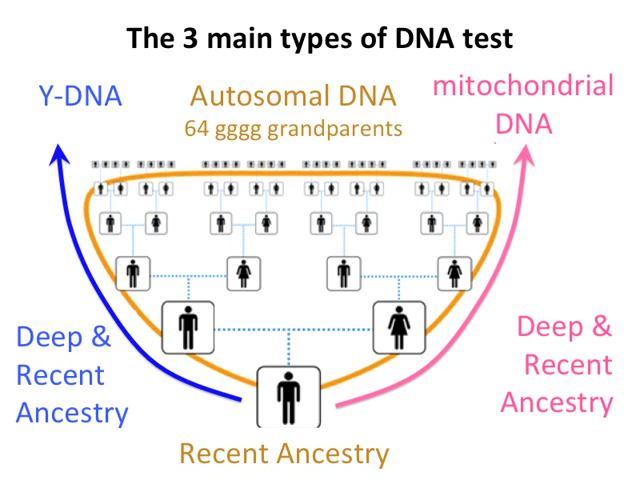 The 3 main types of DNA test
Y-DNA
Autosomal DNA
64 gggg grandparents
mitochondrial
DNA
Deep &
Recent
Ancestry
Deep &
Recent
Ancestry
Recent Ancestry